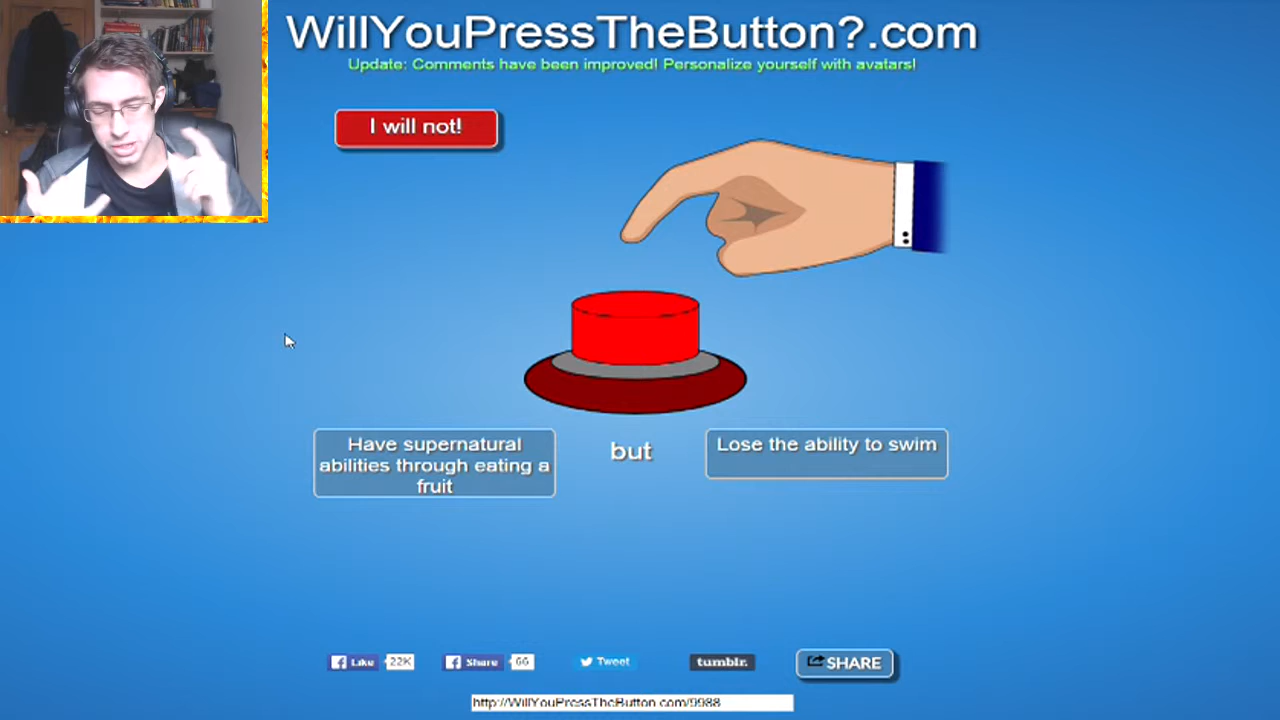 WillYouPressTheButton?.com
Update: Comments have been improved! Personalize yourself with avatars!
I will not!
Have supernatural
abilities through eating a
fruit
but
Lose the ability to swim
Like 22K
Share 66
Tweet
tumblr.
SHARE
http://WillYouPressTheButton.com/9988